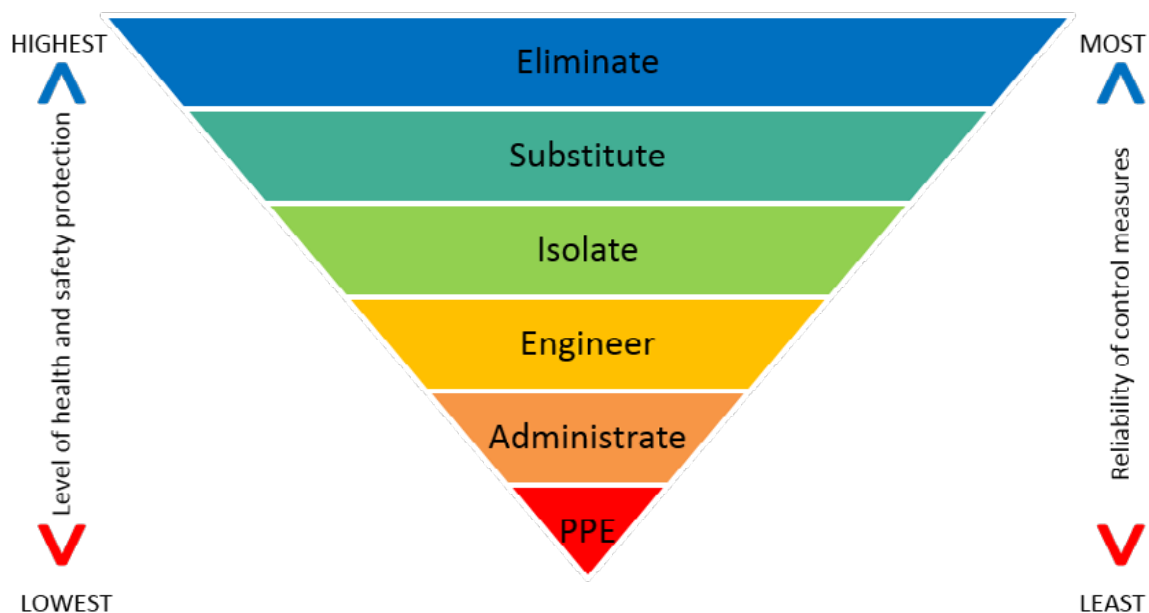 HIGHEST
MOST
Eliminate
Substitute
Isolate
Engineer
Administrate
PPE
Level of health and safety protection
Reliability of control measures
LOWEST
LEAST